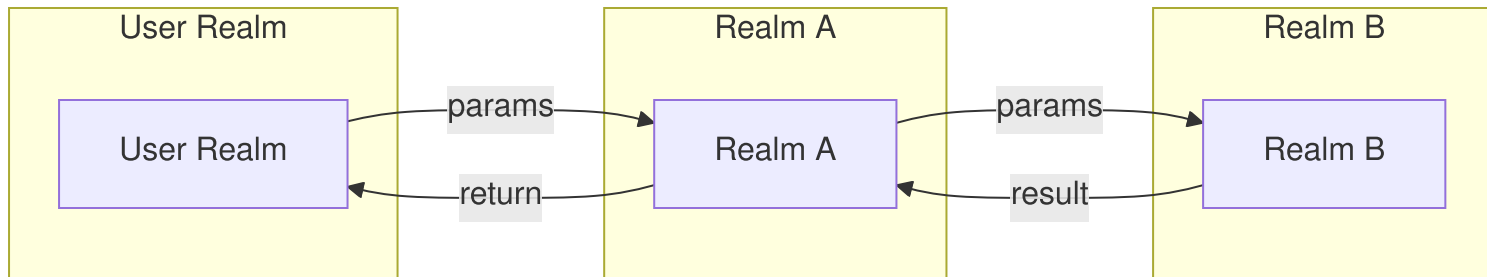 User Realm
Realm A
Realm B
User Realm
params
return
Realm A
params
result
Realm B